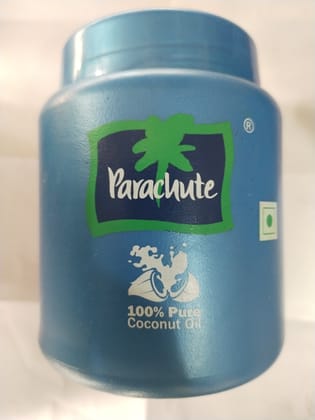 Parachute
®
100% Pure
Coconut Oil